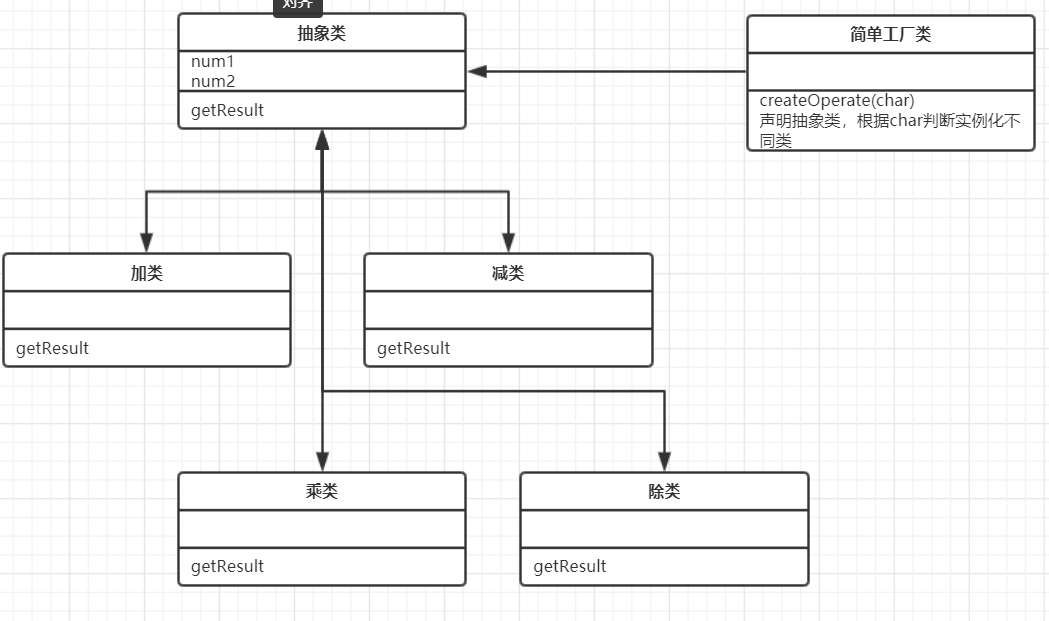 对齐
抽象类
num1
num2
getResult
简单工厂类
createOperate(char)
声明抽象类，根据char判断实例化不
同类
加类
getResult
减类
getResult
乘类
getResult
除类
getResult